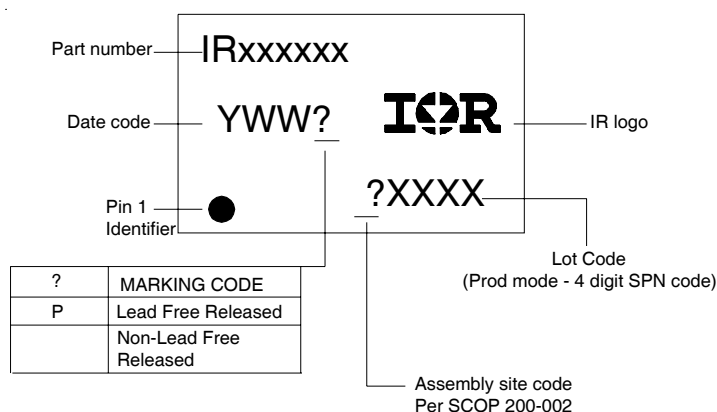 Part number
IRxxxxxx
Date code
YWW?
IOR
IR logo
Pin 1
Identifier
?XXXX
Lot Code
(Prod mode - 4 digit SPN code)
? MARKING CODE
P Lead Free Released
Non-Lead Free
Released
Assembly site code
Per SCOP 200-002